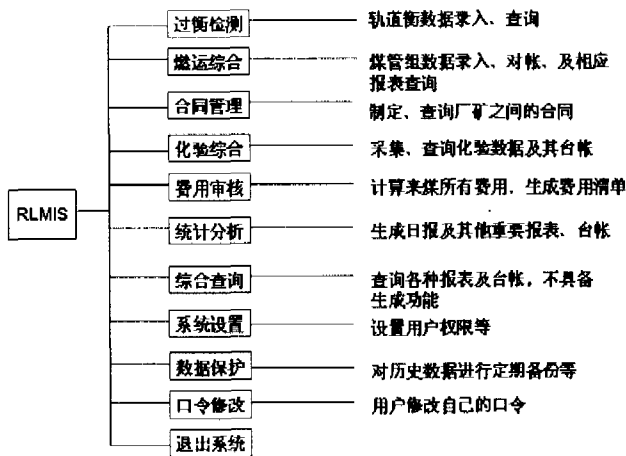 过衡检测
轨道衡数据录入、查询
燃运综合
煤管组数据录入、对帐、及相应
报表查询
合同管理
制定、查询厂矿之间的合同
化验综合
采集、查询化验数据及其台帐
费用审核
计算来煤所有费用，生成费用清单
RLMIS
统计分析
生成日报及其他重要报表、台帐
综合查询
查询各种报表及台帐，不具备
生成功能
系统设置
设置用户权限等
数据保护
对历史数据进行定期备份等
口令修改
用户修改自己的口令
退出系统